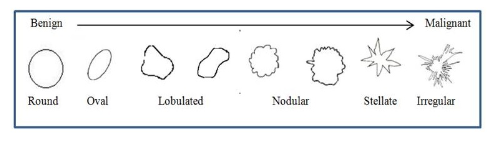 Benign Malignant
Round Oval Lobulated Nodular Stellate Irregular